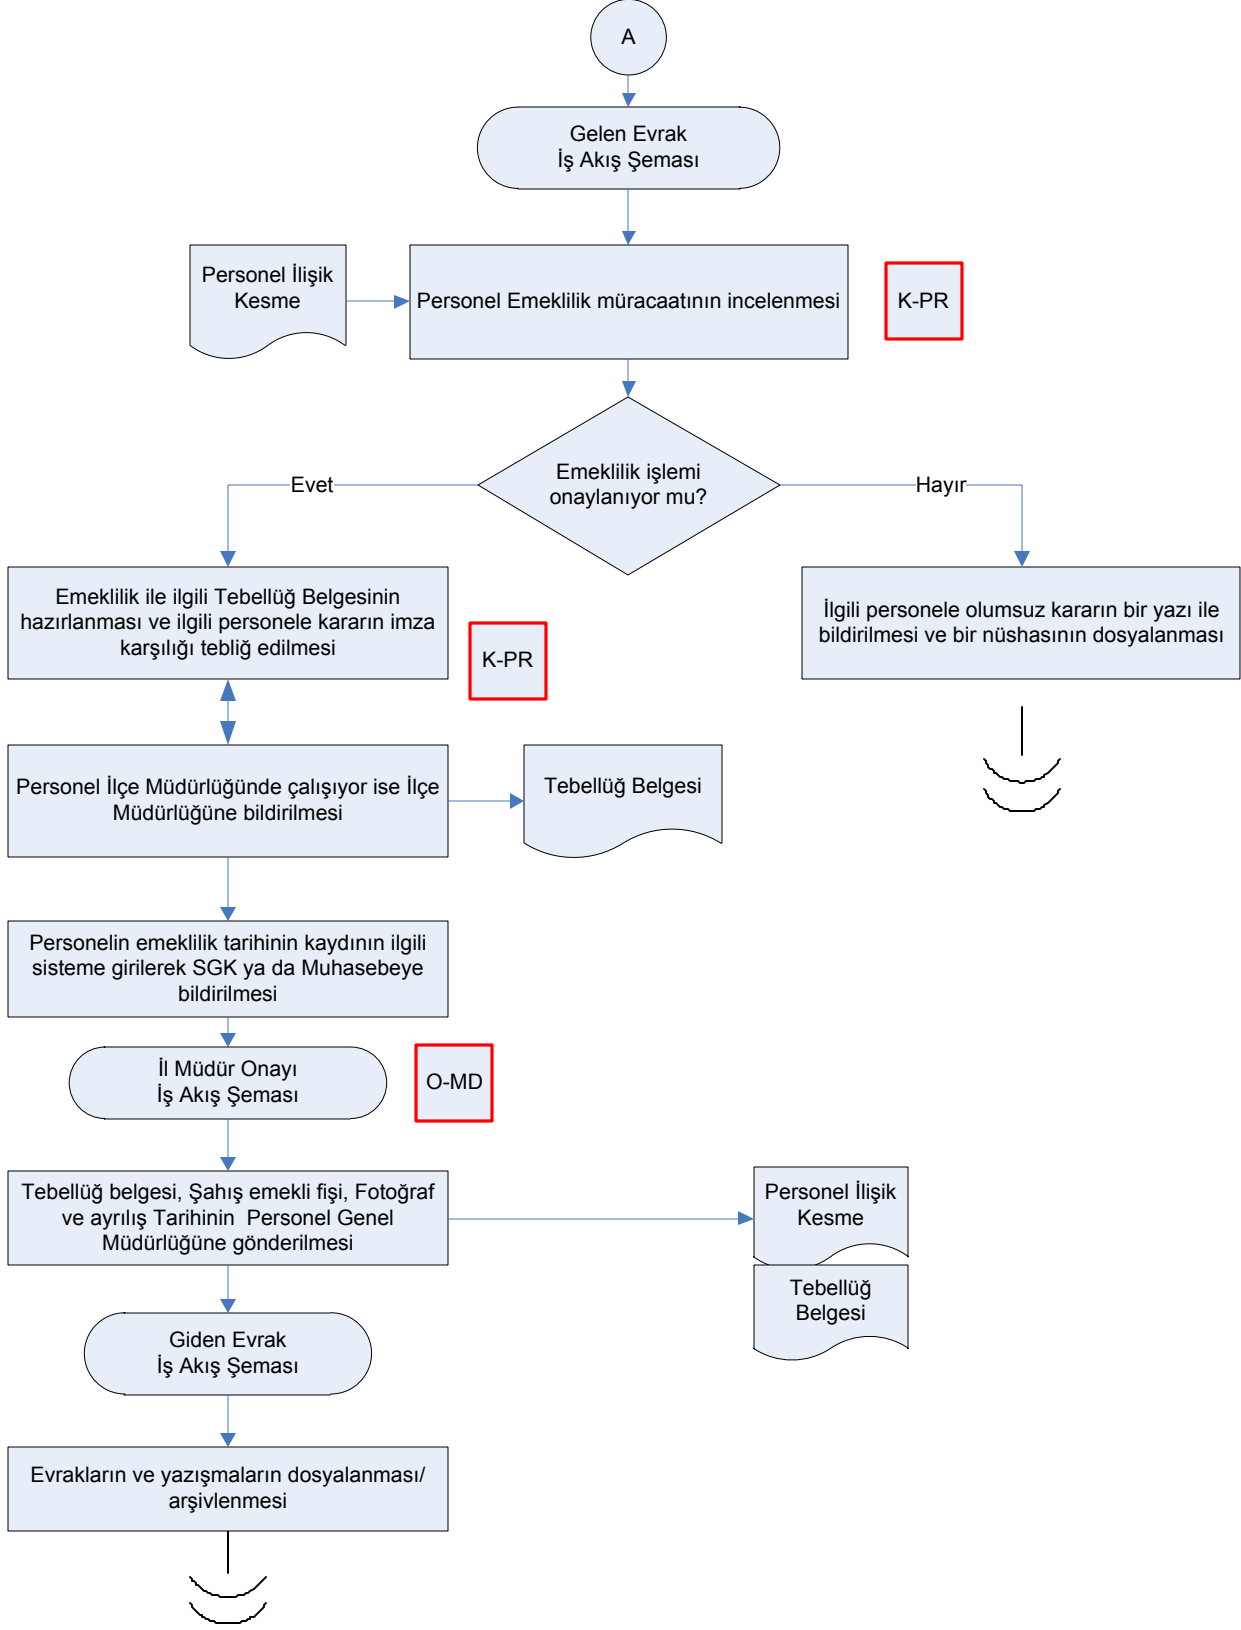 A
Gelen Evrak
İş Akış Şeması
Personel İlişik
Kesme
Personel Emeklilik müracaatının incelenmesi
K-PR
Emeklilik işlemi
onaylanıyor mu?
Evet
Hayır
Emeklilik ile ilgili Tebellüğ Belgesinin
hazırlanması ve ilgili personele kararın imza
karşılığı tebliğ edilmesi
K-PR
İlgili personele olumsuz kararın bir yazı ile
bildirilmesi ve bir nüshasının dosyalanması
Personel İlçe Müdürlüğünde çalışıyor ise İlçe
Müdürlüğüne bildirilmesi
Tebellüğ Belgesi
Personelin emeklilik tarihinin kaydının ilgili
sisteme girilerek SGK ya da Muhasebeye
bildirilmesi
İl Müdür Onayı
İş Akış Şeması
O-MD
Tebellüğ belgesi, Şahış emekli fişi, Fotoğraf
ve ayrılış Tarihinin  Personel Genel
Müdürlüğüne gönderilmesi
Personel İlişik
Kesme
Tebellüğ
Belgesi
Giden Evrak
İş Akış Şeması
Evrakların ve yazışmaların dosyalanması/
arşivlenmesi